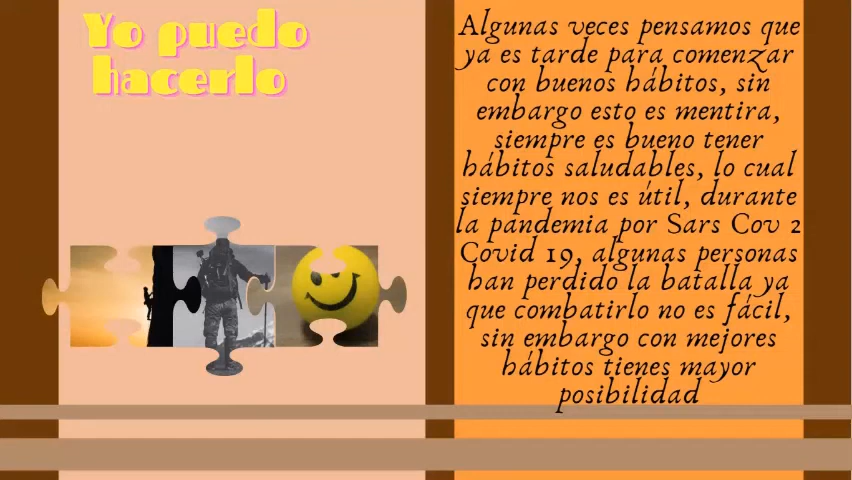 Yo puedo
hacerlo
Algunas veces pensamos que
ya es tarde para comenzar
con buenos hábitos, sin
embargo esto es mentira,
siempre es bueno tener
hábitos saludables, lo cual
siempre nos es útil, durante
la pandemia por Sars Cov 2
Covid 19, algunas personas
han perdido la batalla ya
que combatirlo no es fácil,
sin embargo con mejores
hábitos tienes mayor
posibilidad